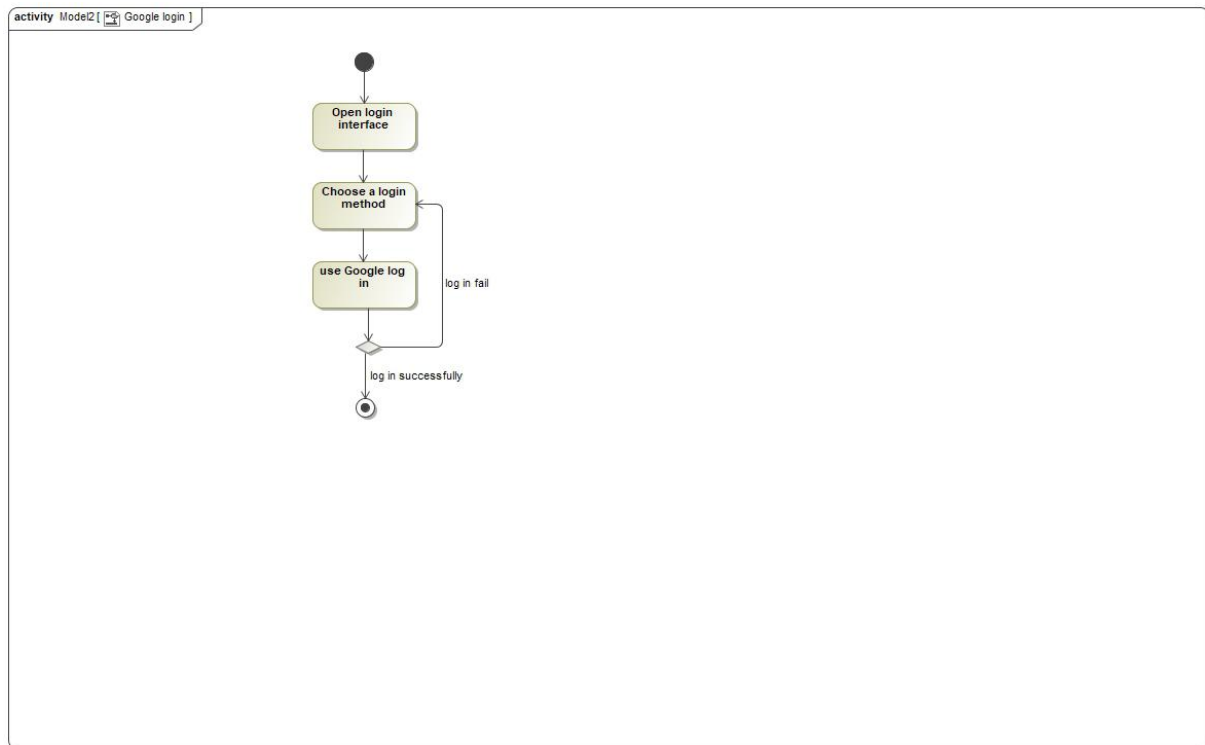 activity Model2 [ Google login ]
Open login
interface
Choose a login
method
use Google log
in
log in fail
log in successfully